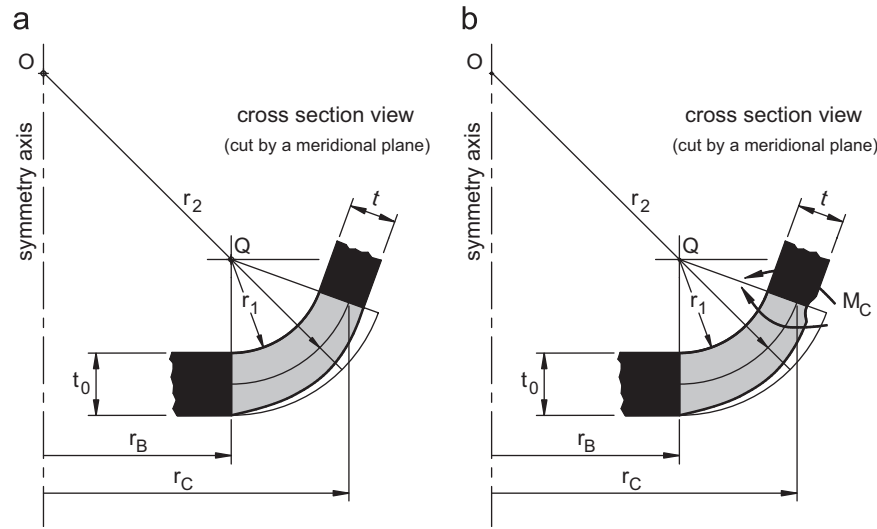 a
O
symmetry axis
cross section view
(cut by a meridional plane)
r2
t
Q
r1
t0
rB
rC
b
O
symmetry axis
cross section view
(cut by a meridional plane)
r2
t
Q
r1
MC
t0
rB
rC